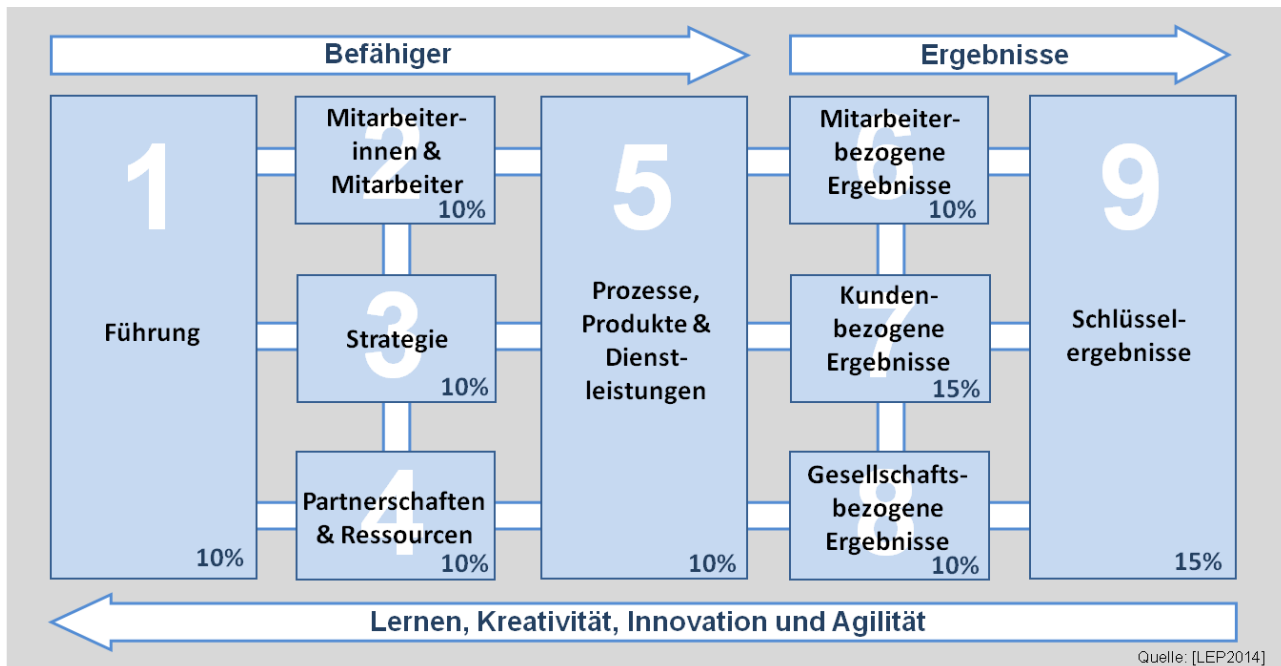 Befähiger
Ergebnisse
1
Führung
10%
2
Mitarbeiter-
innen &
Mitarbeiter
10%
3
Strategie
10%
4
Partnerschaften
& Ressourcen
10%
5
Prozesse,
Produkte &
Dienst-
leistungen
10%
6
Mitarbeiter-
bezogene
Ergebnisse
10%
7
Kunden-
bezogene
Ergebnisse
15%
8
Gesellschafts-
bezogene
Ergebnisse
10%
9
Schlüssel-
ergebnisse
15%
Lernen, Kreativität, Innovation und Agilität
Quelle: [LEP2014]